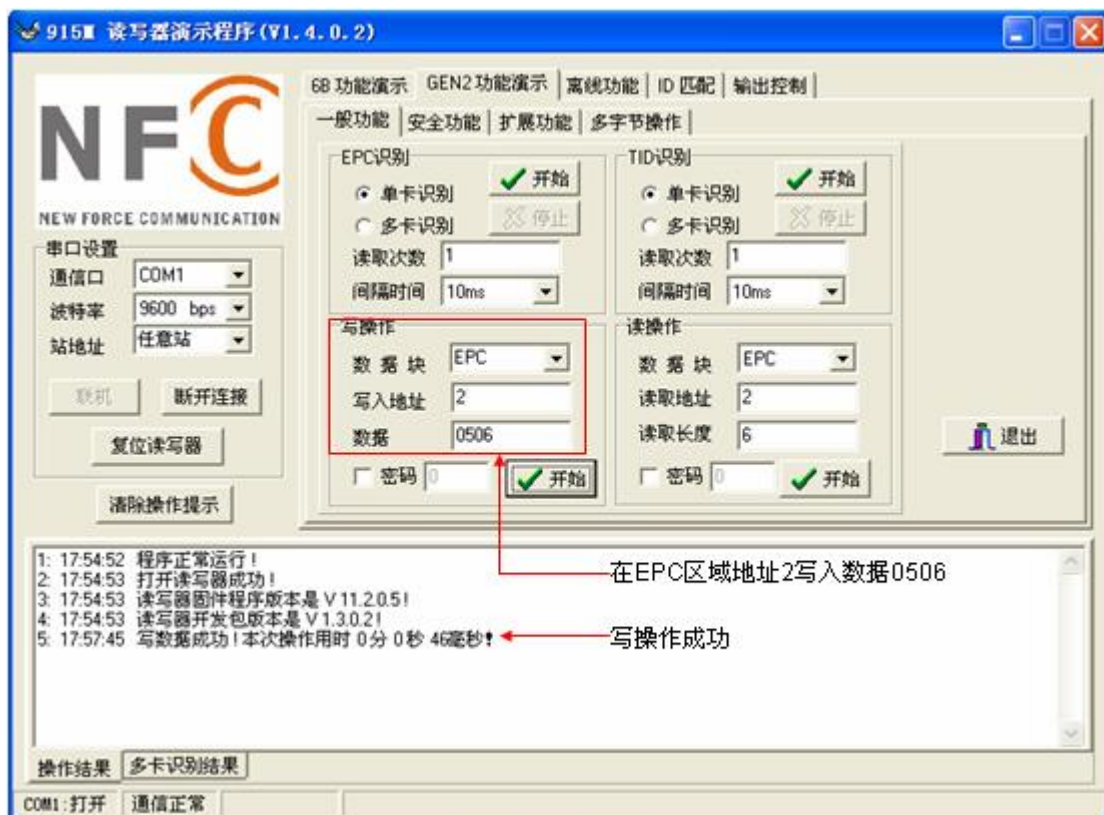 915M 读写器演示程序(V1.4.0.2)
NFC
NEW FORCE COMMUNICATION
串口设置
通信口 COM1
波特率 9600 bps
站地址 任意站
联机 断开连接
复位读写器
清除操作提示
6B 功能演示 GEN2 功能演示 离线功能 ID 匹配 输出控制
一般功能 安全功能 扩展功能 多字节操作
EPC识别
单卡识别 开始
多卡识别 停止
读取次数 1
间隔时间 10ms
TID识别
单卡识别 开始
多卡识别 停止
读取次数 1
间隔时间 10ms
写操作
数据块 EPC
写入地址 2
数据 0506
密码 0 开始
读操作
数据块 EPC
读取地址 2
读取长度 6
密码 0 开始
退出
1: 17:54:52 程序正常运行!
2: 17:54:53 打开读写器成功!
3: 17:54:53 读写器固件程序版本是 V 11.2.0.5!
4: 17:54:53 读写器开发包版本是 V 1.3.0.2!
5: 17:57:45 写数据成功!本次操作用时 0分 0秒 46毫秒!
在EPC区域地址2写入数据0506
写操作成功
操作结果 多卡识别结果
COM1:打开 通信正常